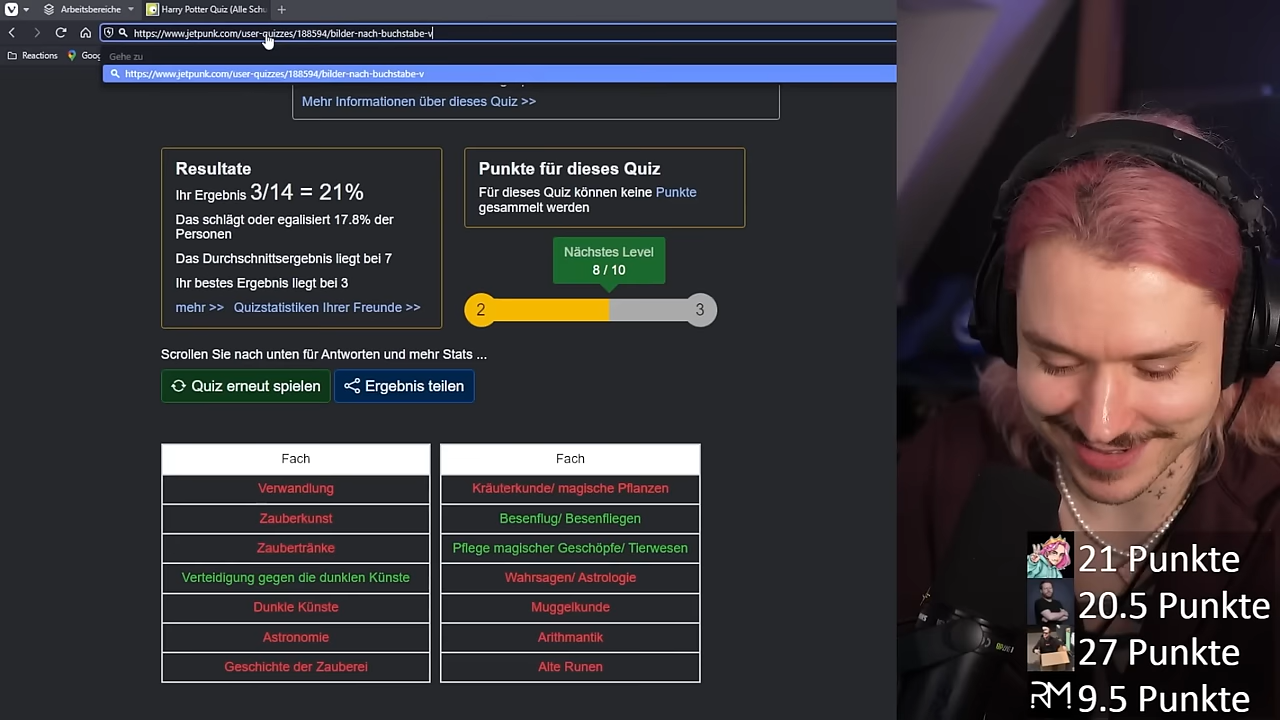 Arbeitsbereiche
Harry Potter Quiz (Alle Schu
https://www.jetpunk.com/user-quizzes/188594/bilder-nach-buchstabe-v
Reactions
Goog
Gehe zu
https://www.jetpunk.com/user-quizzes/188594/bilder-nach-buchstabe-v
Mehr Informationen über dieses Quiz >>
Resultate
Ihr Ergebnis 3/14 = 21%
Das schlägt oder egalisiert 17.8% der
Personen
Das Durchschnittsergebnis liegt bei 7
Ihr bestes Ergebnis liegt bei 3
mehr >> Quizstatistiken Ihrer Freunde >>
Punkte für dieses Quiz
Für dieses Quiz können keine Punkte
gesammelt werden
Nächstes Level
8 / 10
2
3
Scrollen Sie nach unten für Antworten und mehr Stats ...
Quiz erneut spielen
Ergebnis teilen
Fach
Verwandlung
Zauberkunst
Zaubertränke
Verteidigung gegen die dunklen Künste
Dunkle Künste
Astronomie
Geschichte der Zauberei
Fach
Kräuterkunde/ magische Pflanzen
Besenflug/ Besenfliegen
Pflege magischer Geschöpfe/ Tierwesen
Wahrsagen/ Astrologie
Muggelkunde
Arithmantik
Alte Runen
21 Punkte
20.5 Punkte
27 Punkte
RM 9.5 Punkte